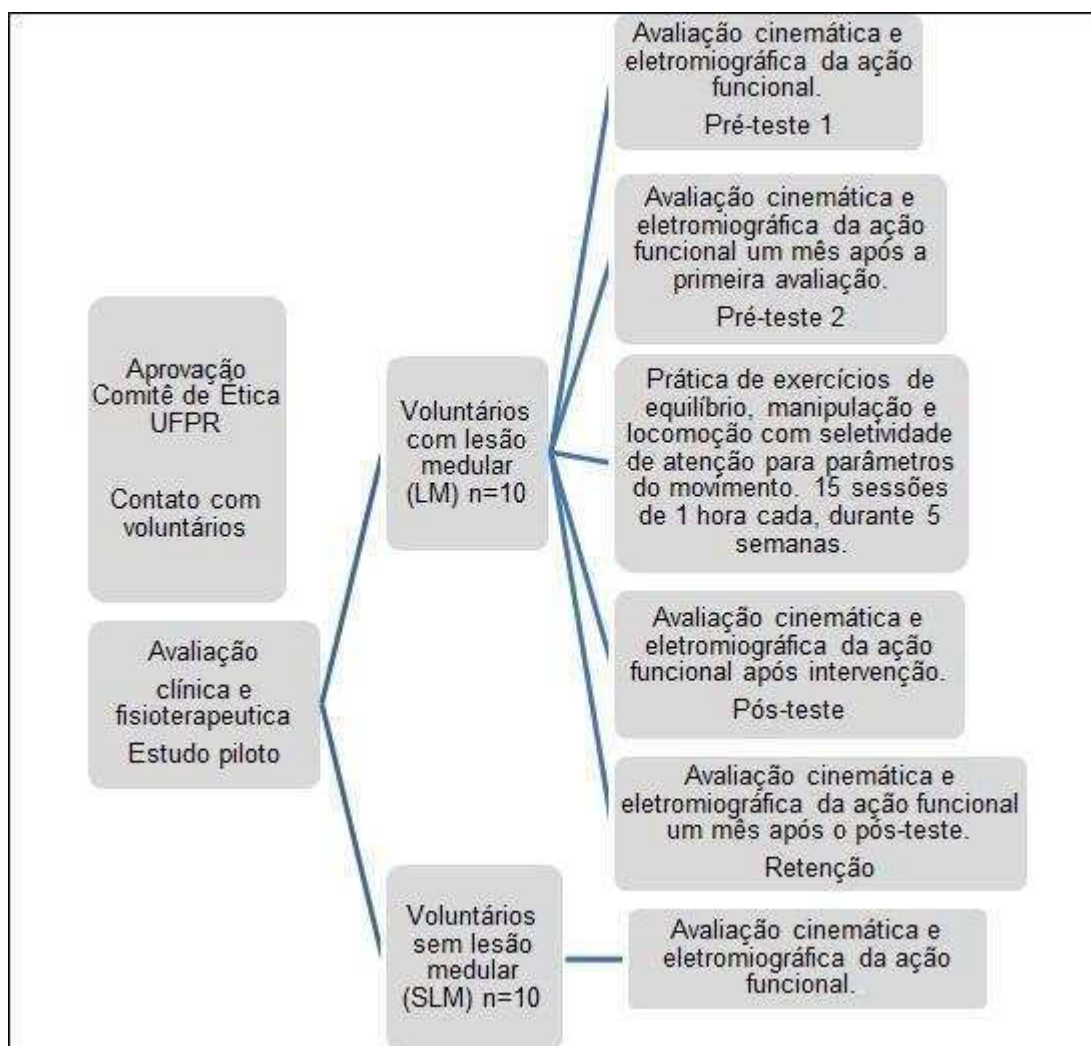 Aprovação
Comitê de Ética
UFPR
Contato com
voluntários
Avaliação
clínica e
fisioterapeutica
Estudo piloto
Voluntários
com lesão
medular
(LM) n=10
Voluntários
sem lesão
medular
(SLM) n=10
Avaliação cinemática e
eletromiográfica da ação
funcional.
Pré-teste 1
Avaliação cinemática e
eletromiográfica da ação
funcional um mês após a
primeira avaliação.
Pré-teste 2
Prática de exercícios de
equilíbrio, manipulação e
locomoção com seletividade
de atenção para parâmetros
do movimento. 15 sessões
de 1 hora cada, durante 5
semanas.
Avaliação cinemática e
eletromiográfica da ação
funcional após intervenção.
Pós-teste
Avaliação cinemática e
eletromiográfica da ação funcional
um mês após o pós-teste.
Retenção
Avaliação cinemática e
eletromiográfica da ação
funcional.